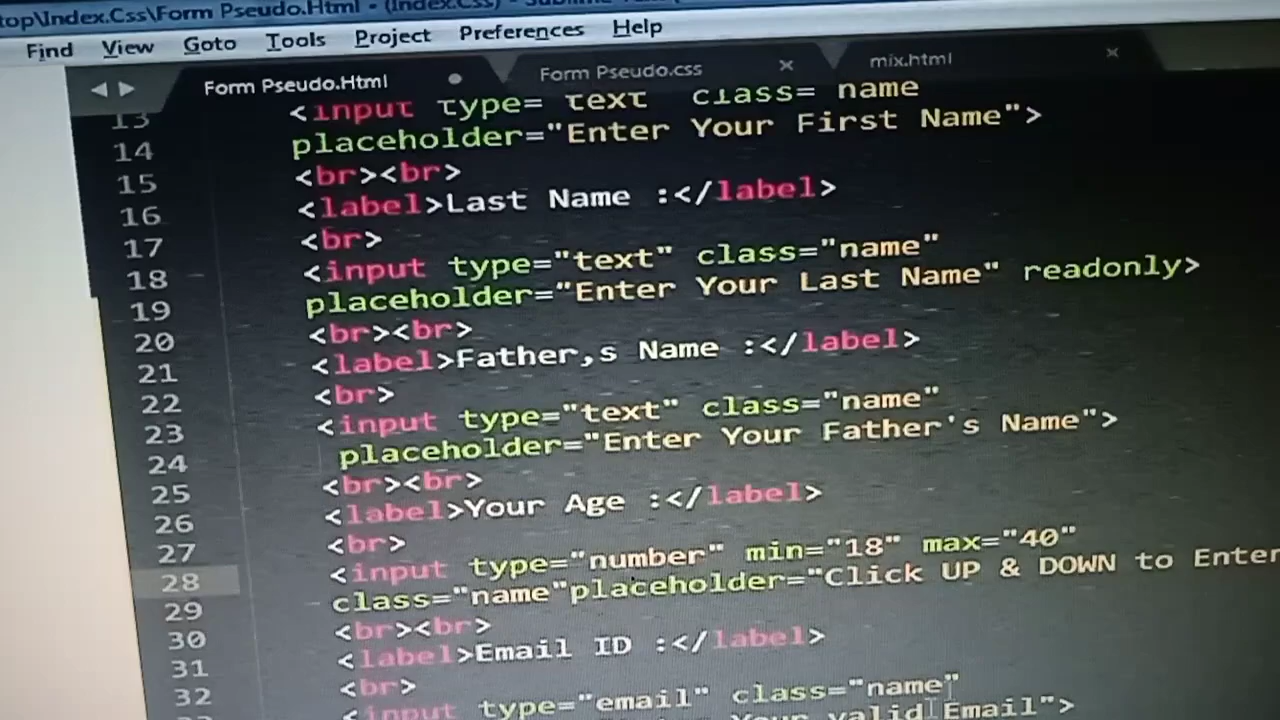 top\Index.Css\Form Pseudo.Html • (Index.Css) -
Find View Goto Tools Project Preferences Help
Form Pseudo.Html Form Pseudo.css mix.html
13 <input type= text class= name
14 placeholder="Enter Your First Name">
15 <br><br>
16 <label>Last Name :</label>
17 <br>
18 <input type="text" class="name"
19 placeholder="Enter Your Last Name" readonly>
20 <br><br>
21 <label>Father,s Name :</label>
22 <br>
23 <input type="text" class="name"
24 placeholder="Enter Your Father's Name">
25 <br><br>
26 <label>Your Age :</label>
27 <br>
28 <input type="number" min="18" max="40"
29 class="name"placeholder="Click UP & DOWN to Enter
30 <br><br>
31 <label>Email ID :</label>
32 <br>
<input type="email" class="name"
Your valid Email">